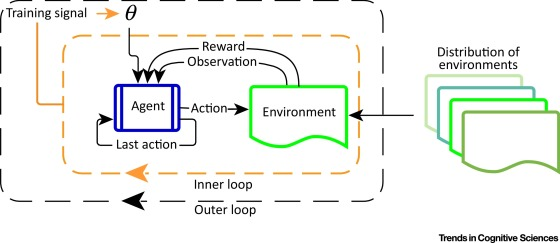 Training signal
θ
Reward
Observation
Distribution of
environments
Agent
Action
Environment
Last action
Inner loop
Outer loop
Trends in Cognitive Sciences